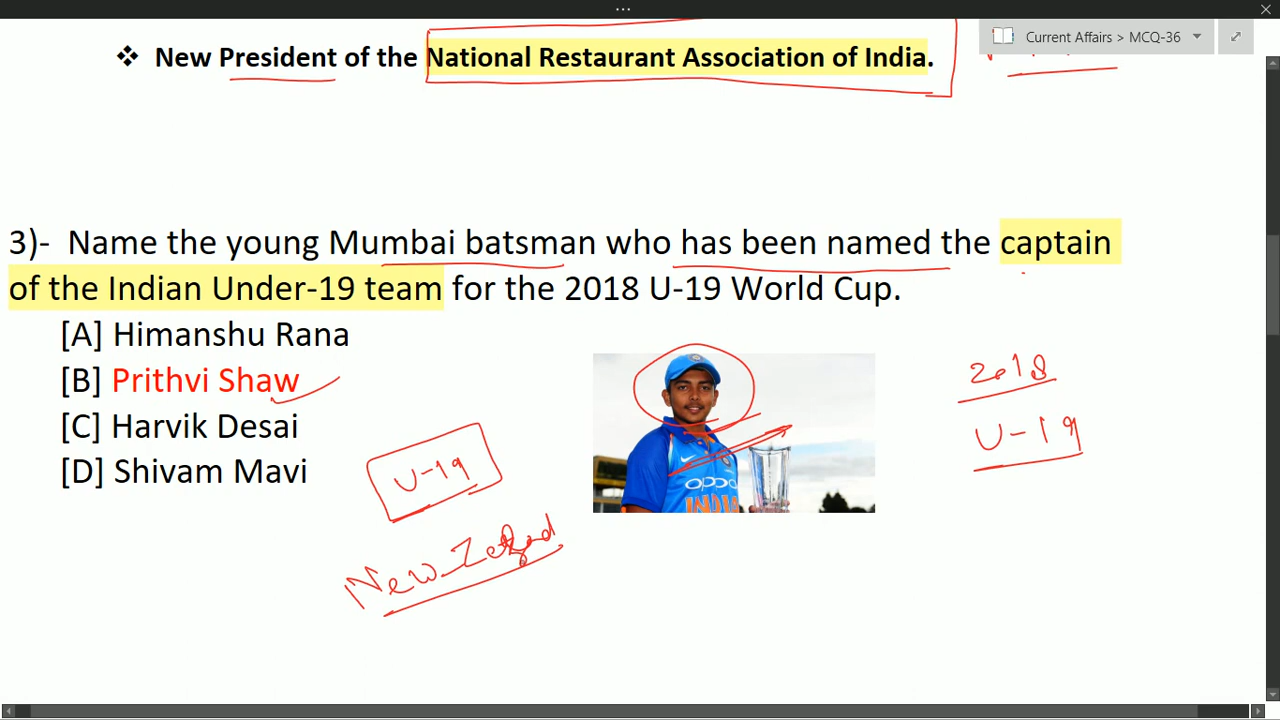 ...
Current Affairs > MCQ-36
❖ New President of the National Restaurant Association of India.
3)- Name the young Mumbai batsman who has been named the captain
of the Indian Under-19 team for the 2018 U-19 World Cup.
[A] Himanshu Rana
[B] Prithvi Shaw
[C] Harvik Desai
[D] Shivam Mavi
2018
U-19
U-19
New
oppo
INDIA